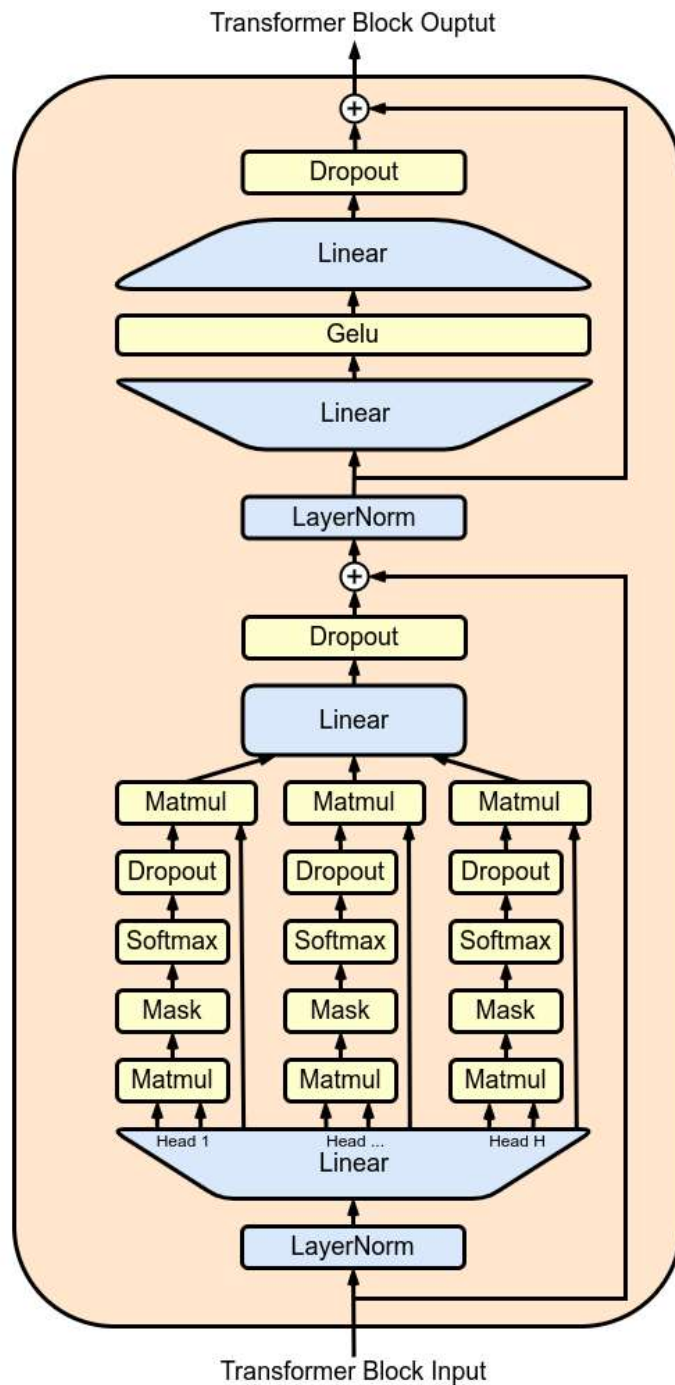 Transformer Block Ouptut
Dropout
Linear
Gelu
Linear
LayerNorm
Dropout
Linear
Matmul Matmul Matmul
Dropout Dropout Dropout
Softmax Softmax Softmax
Mask Mask Mask
Matmul Matmul Matmul
Head 1 Head ... Head H
Linear
LayerNorm
Transformer Block Input